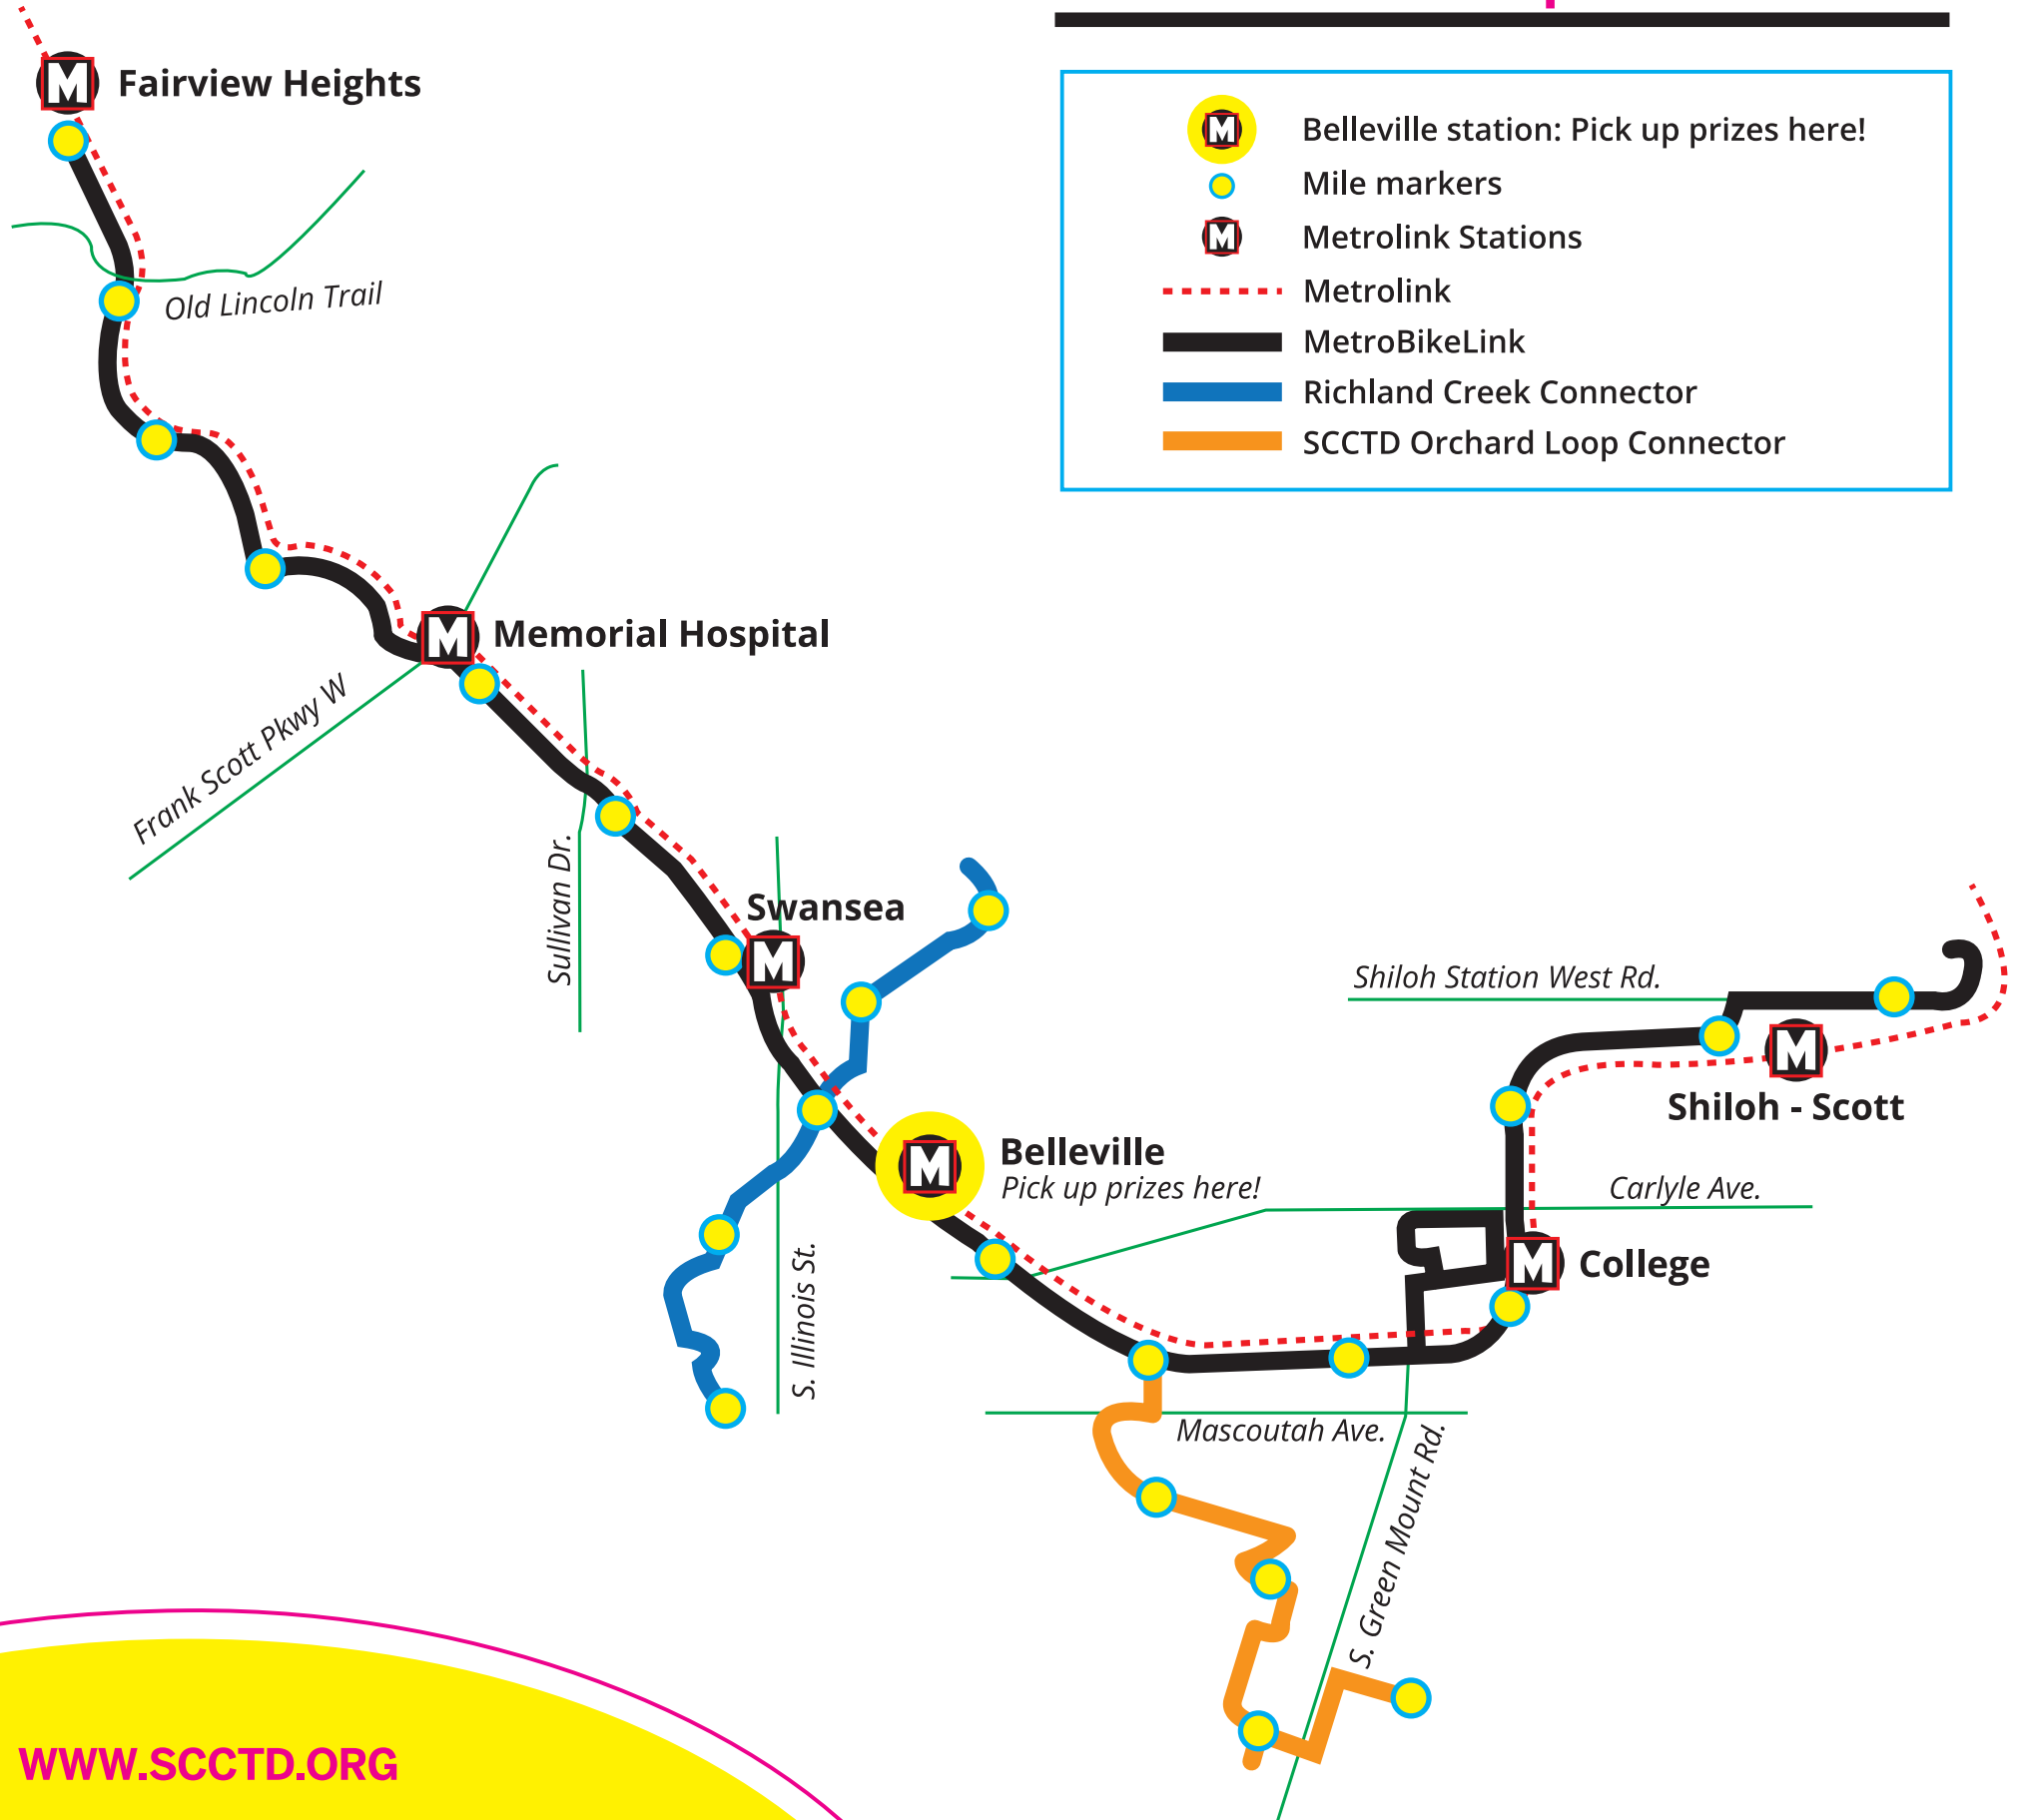 Fairview Heights
Belleville station: Pick up prizes here!
Mile markers
Metrolink Stations
Metrolink
MetroBikeLink
Richland Creek Connector
SCCTD Orchard Loop Connector
Old Lincoln Trail
Memorial Hospital
Frank Scott Pkwy W
Sullivan Dr.
Swansea
Shiloh Station West Rd.
Shiloh - Scott
Belleville
Pick up prizes here!
Carlyle Ave.
College
S. Illinois St.
Mascoutah Ave.
S. Green Mount Rd.
WWW.SCCTD.ORG
M
M
M
M
M
M
M
M